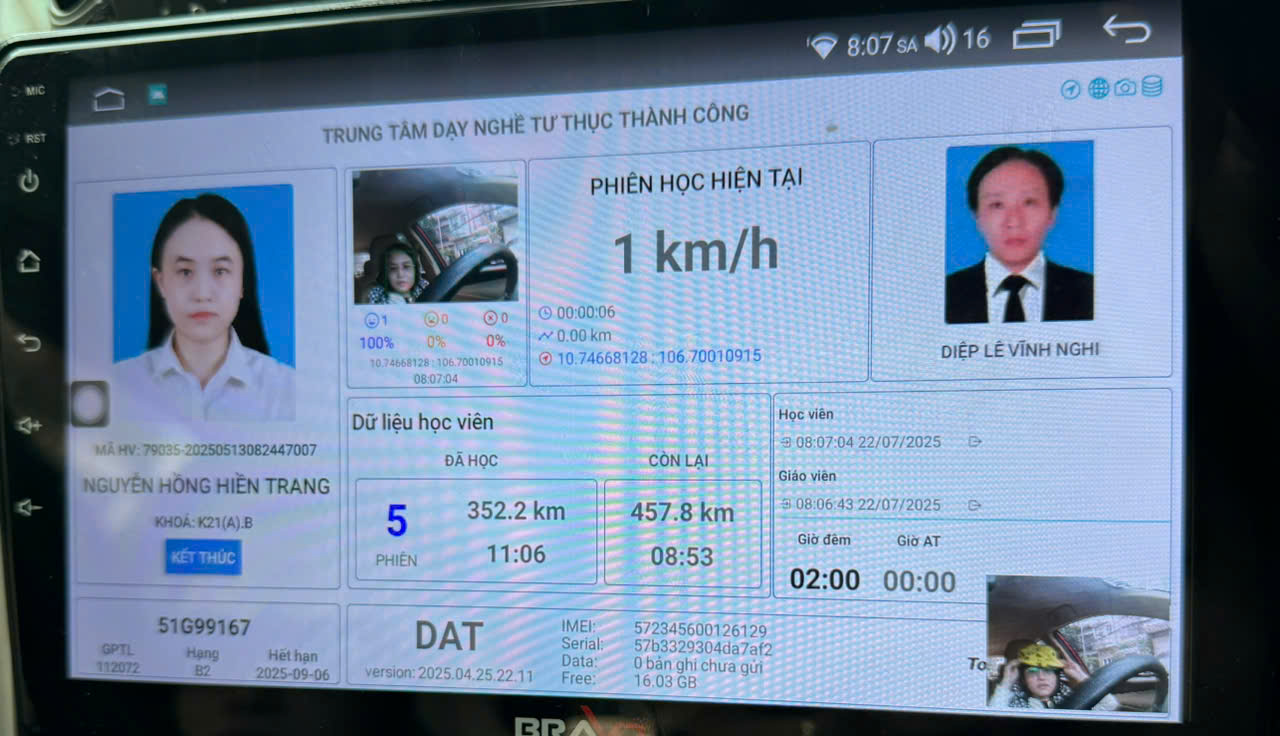 MIC
RST
8:07 SA
16
TRUNG TÂM DẠY NGHỀ TƯ THỤC THÀNH CÔNG
MÃ HV: 79035-20250513082447007
NGUYỄN HỒNG HIỀN TRANG
KHOÁ: K21(A).B
KẾT THÚC
1
0
0
100%
0%
0%
10.74668128 : 106.70010915
08:07:04
PHIÊN HỌC HIỆN TẠI
1 km/h
00:00:06
0.00 km
10.74668128 : 106.70010915
DIỆP LÊ VĨNH NGHI
Dữ liệu học viên
ĐÃ HỌC
CÒN LẠI
5
PHIÊN
352.2 km
11:06
457.8 km
08:53
Học viên
08:07:04 22/07/2025
Giáo viên
08:06:43 22/07/2025
Giờ đêm
Giờ AT
02:00
00:00
51G99167
GPTL
112072
Hạng
B2
Hết hạn
2025-09-06
DAT
version: 2025.04.25.22.11
IMEI: 572345600126129
Serial: 57b3329304da7af2
Data: 0 bản ghi chưa gửi
Free: 16.03 GB